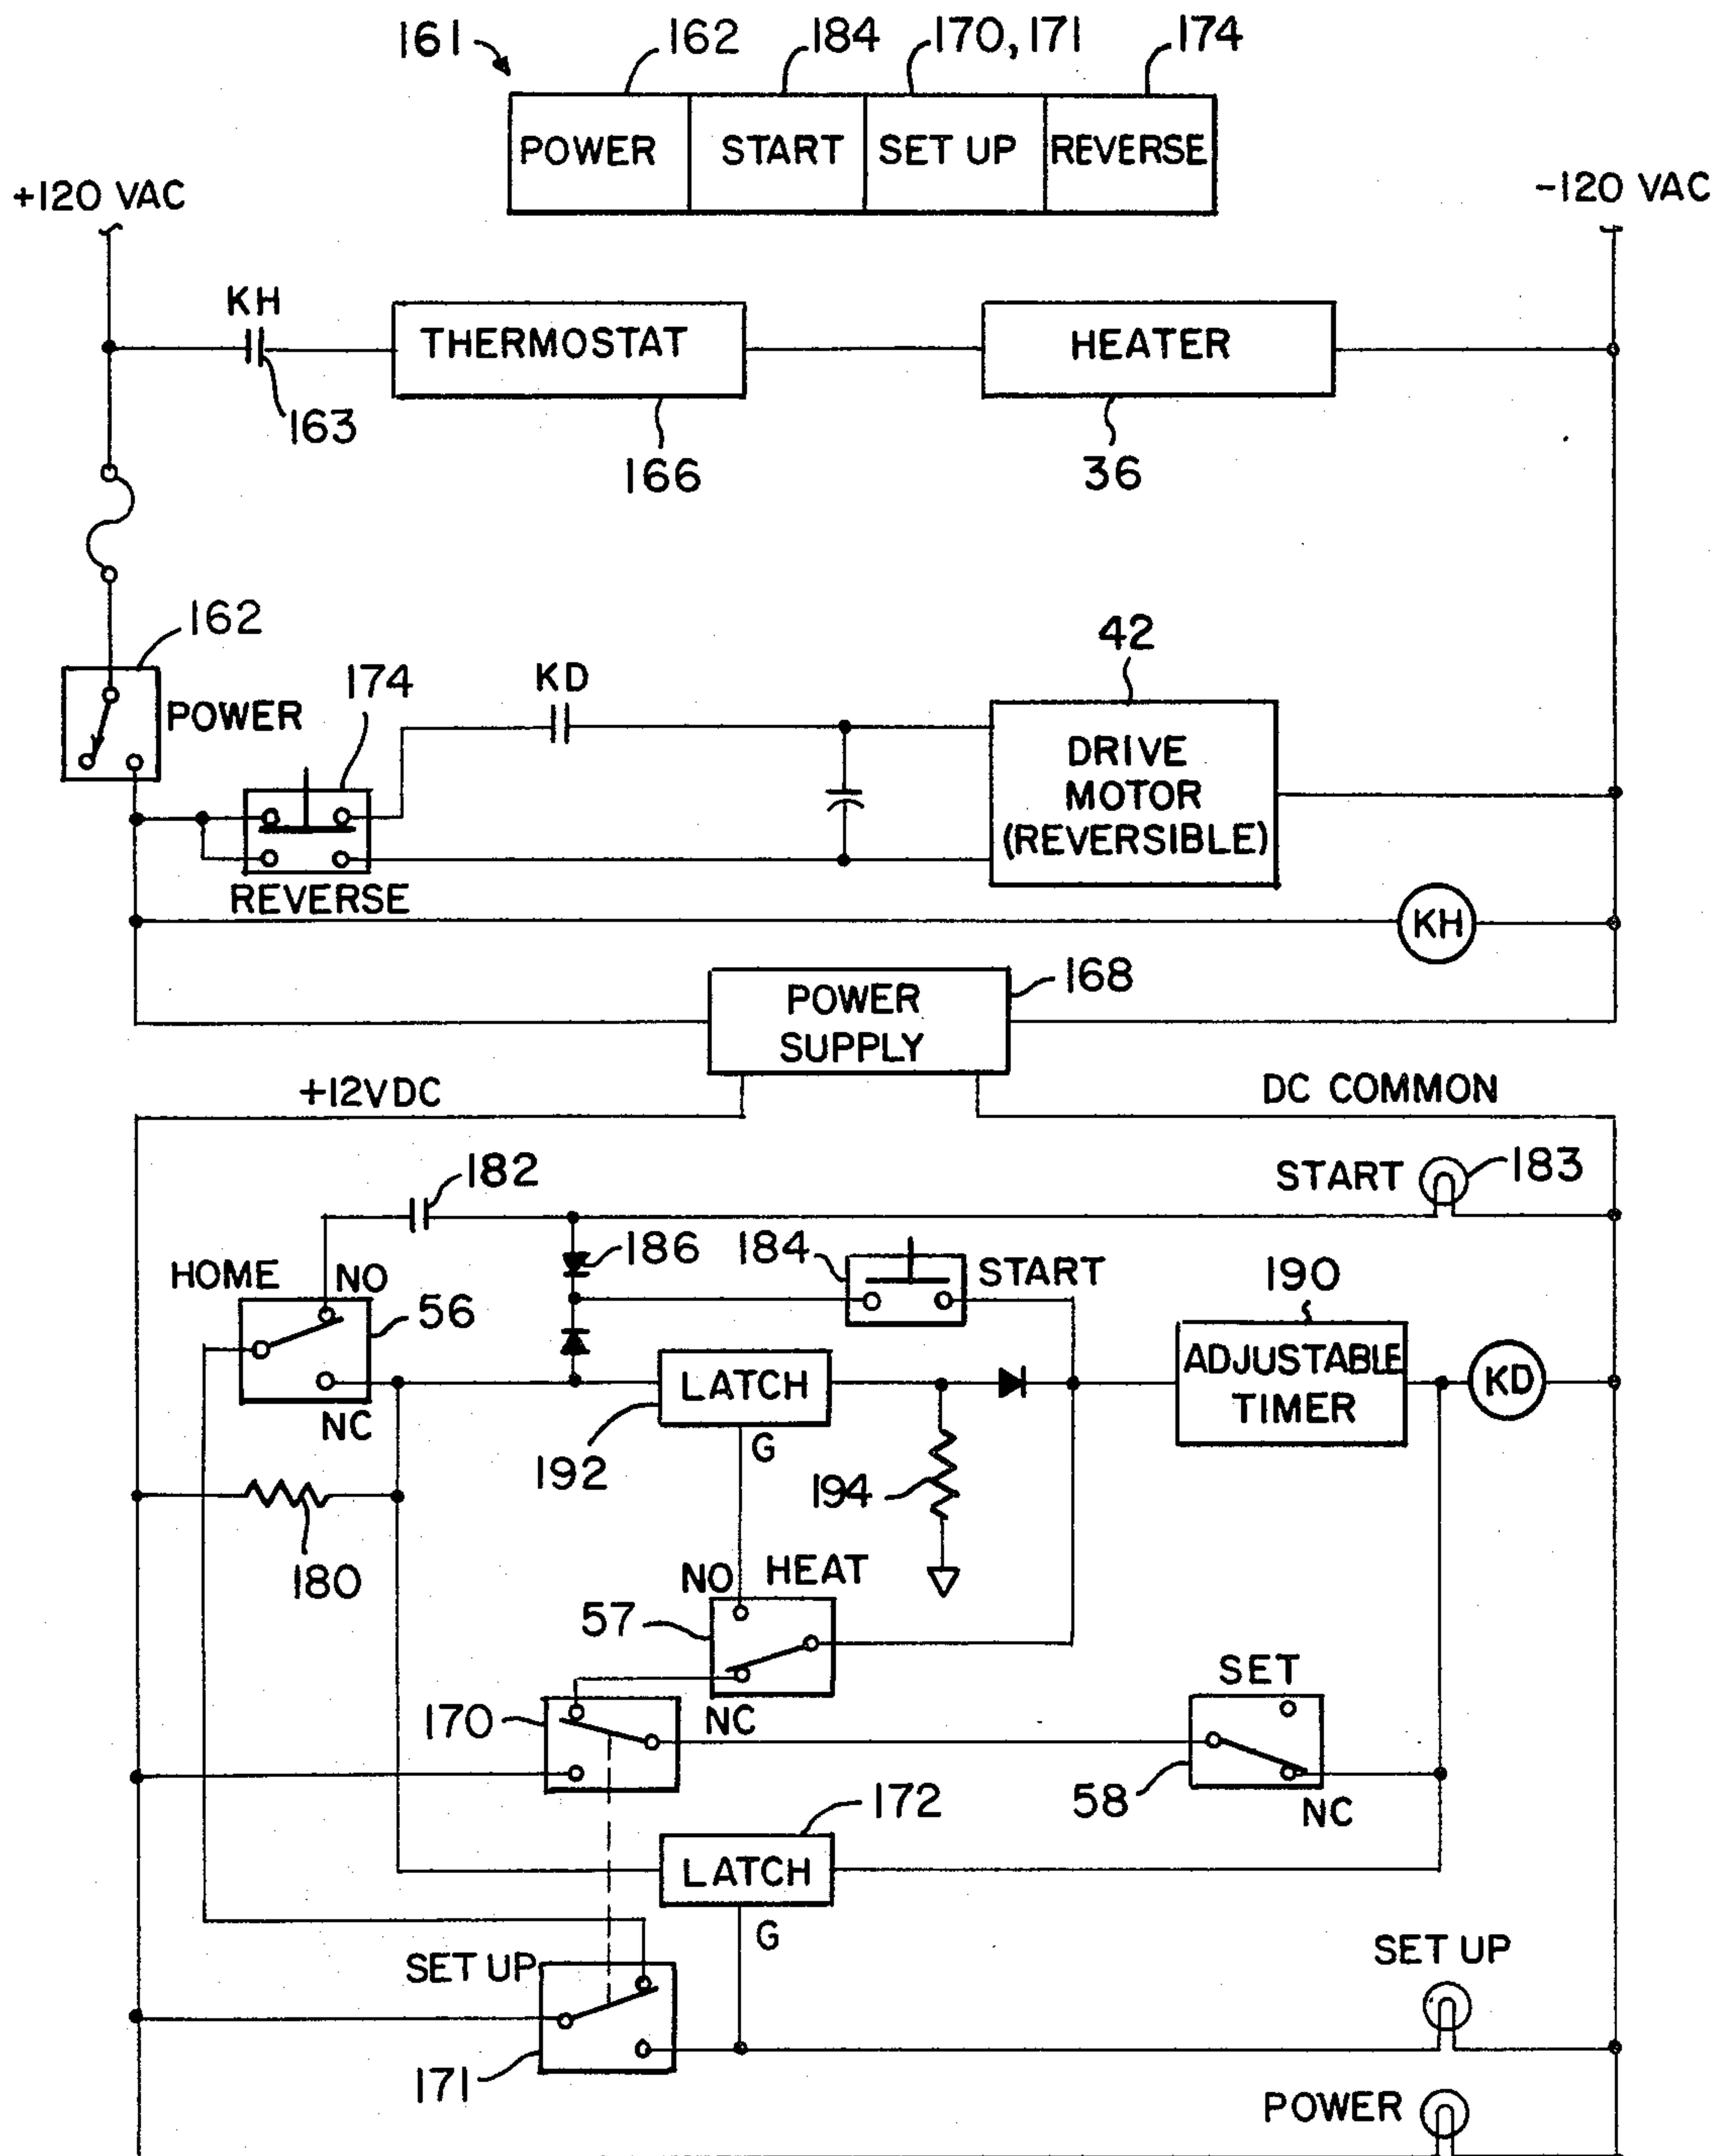 161 162 184 170, 171 174
POWER START SET UP REVERSE
+120 VAC -120 VAC
KH
THERMOSTAT HEATER
163
166 36
162
42
174 KD
POWER
DRIVE
MOTOR
(REVERSIBLE)
REVERSE
KH
168
POWER
SUPPLY
+12VDC DC COMMON
182
START 183
186 184 START
HOME NO 190
56
ADJUSTABLE
TIMER
LATCH KD
NC
G
192
194
180
NO HEAT
57
SET
170 NC
58
NC
172
LATCH
G
SET UP SET UP
171
POWER